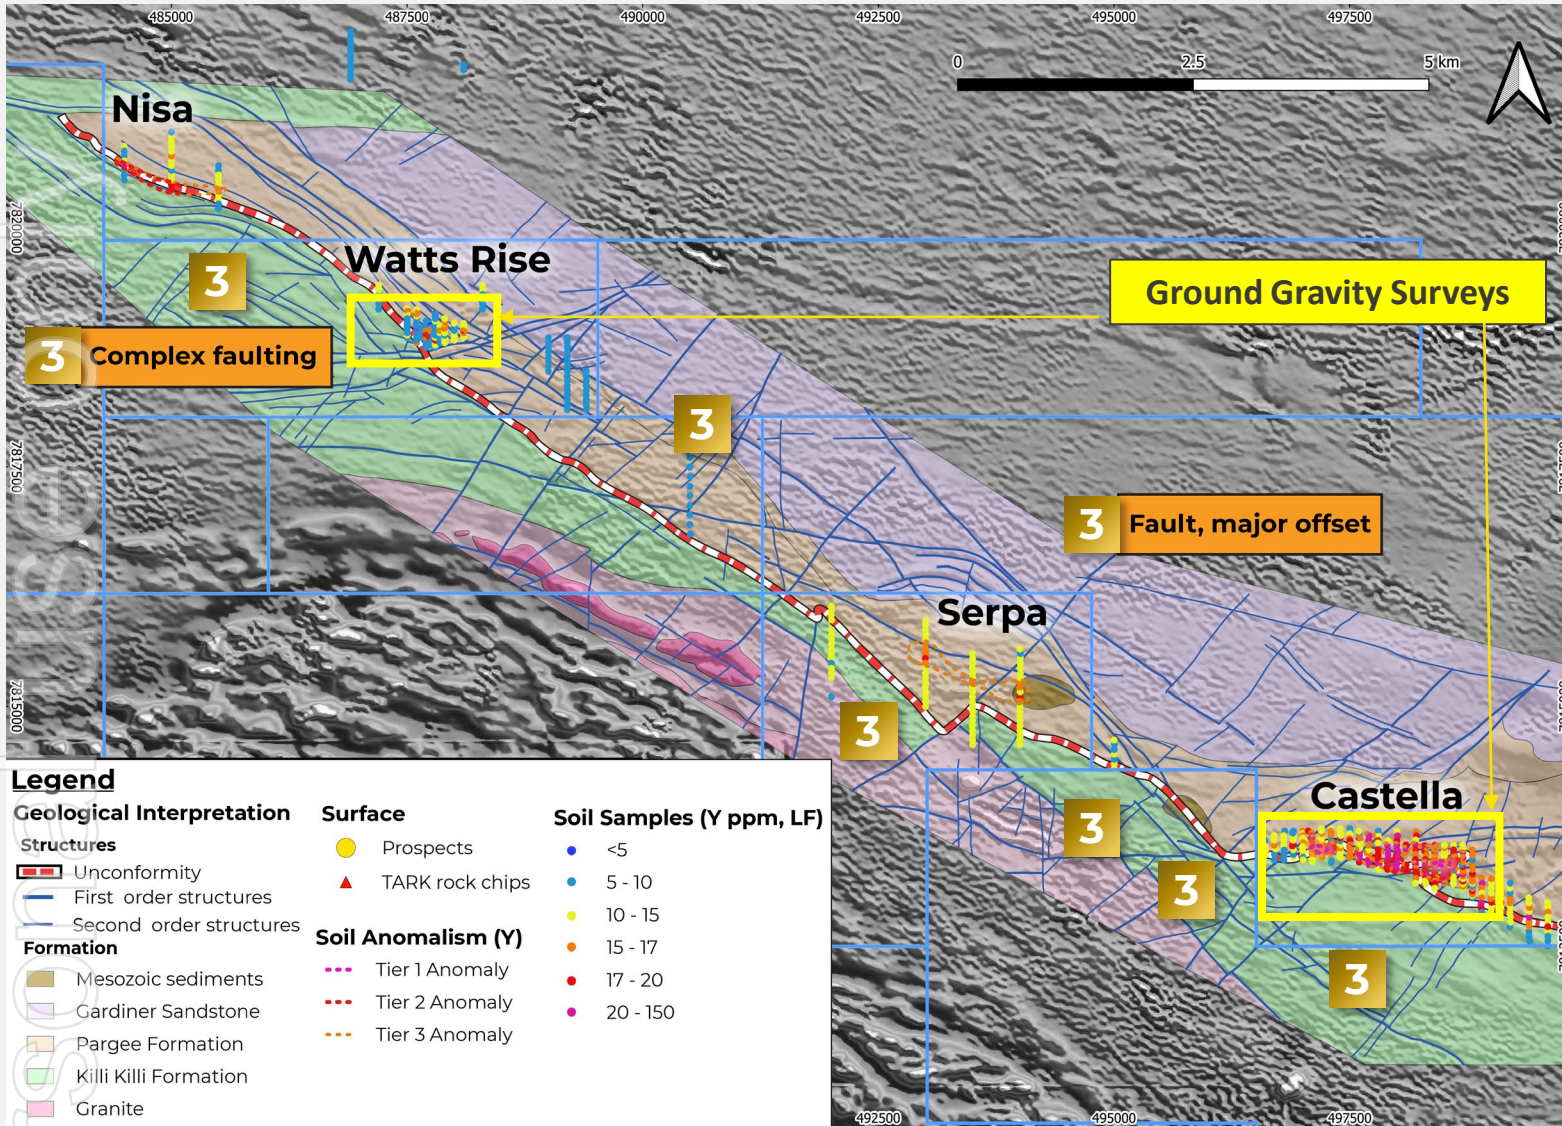 485000 487500 490000 492500 495000 497500
0 2.5 5 km
Nisa
7820000
Watts Rise
Ground Gravity Surveys
3
3 Complex faulting
3
7817500
3 Fault, major offset
Serpa
7815000
3
Castella
3
3
3
Legend
Geological Interpretation
Structures
Unconformity
First order structures
Second order structures
Formation
Mesozoic sediments
Gardiner Sandstone
Pargee Formation
Killi Killi Formation
Granite
Surface
Prospects
TARK rock chips
Soil Anomalism (Y)
Tier 1 Anomaly
Tier 2 Anomaly
Tier 3 Anomaly
Soil Samples (Y ppm, LF)
<5
5 - 10
10 - 15
15 - 17
17 - 20
20 - 150
492500 495000 497500